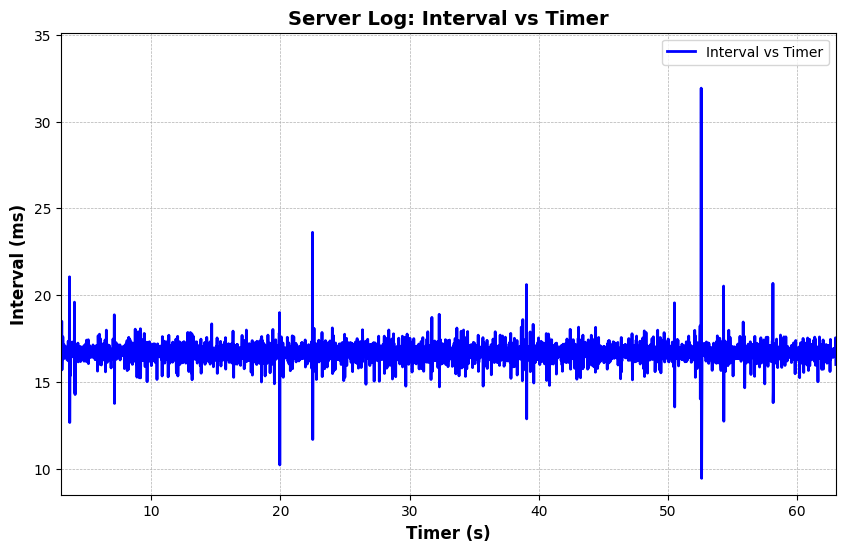 Server Log: Interval vs Timer
Interval vs Timer
Interval (ms)
35
30
25
20
15
10
10 20 30 40 50 60
Timer (s)